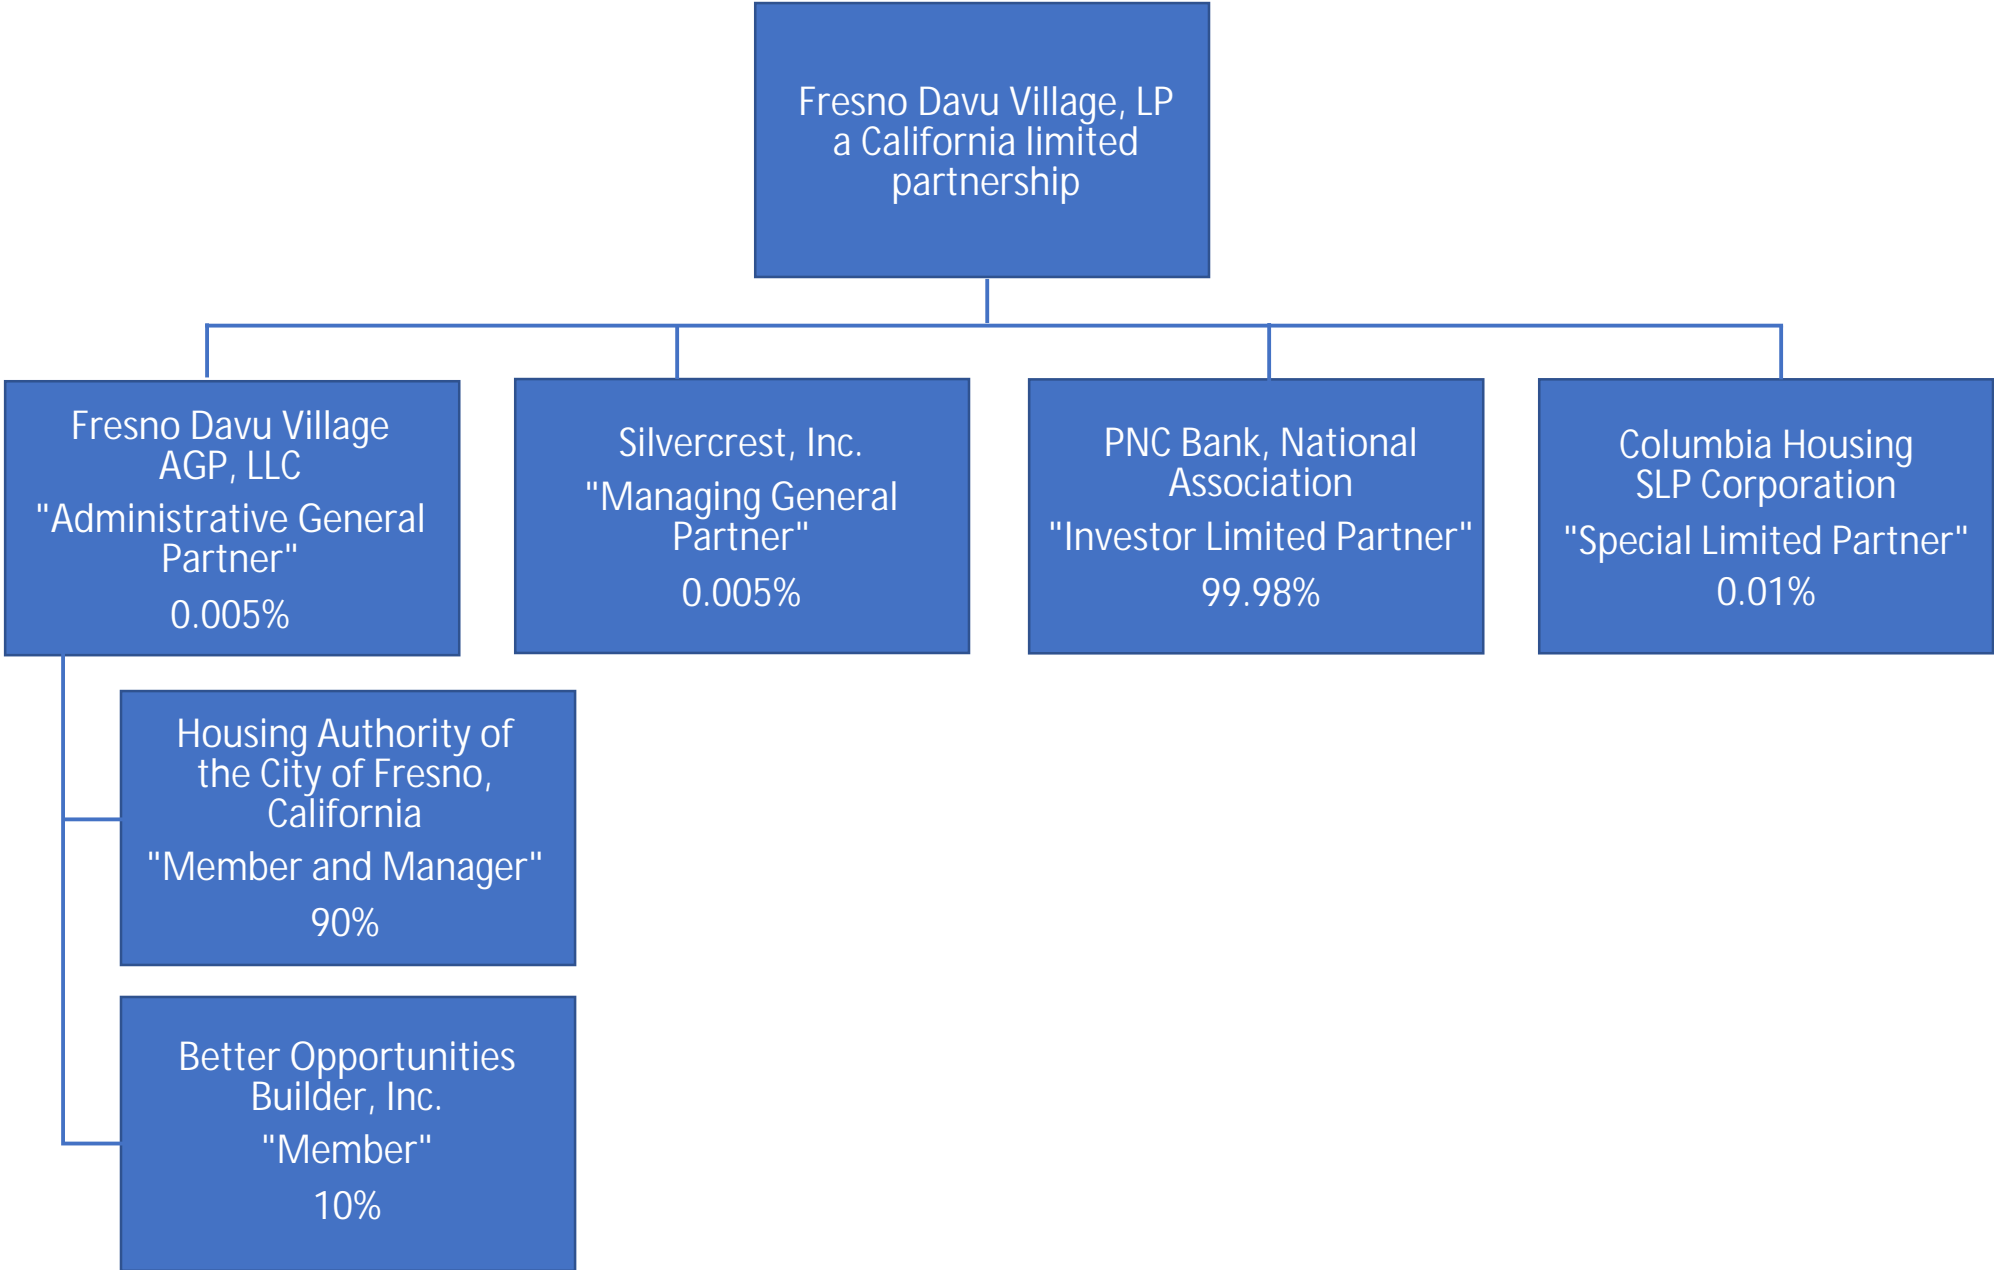 Fresno Davu Village, LP
a California limited
partnership
Fresno Davu Village
AGP, LLC
"Administrative General
Partner"
0.005%
Silvercrest, Inc.
"Managing General
Partner"
0.005%
PNC Bank, National
Association
"Investor Limited Partner"
99.98%
Columbia Housing
SLP Corporation
"Special Limited Partner"
0.01%
Housing Authority of
the City of Fresno,
California
"Member and Manager"
90%
Better Opportunities
Builder, Inc.
"Member"
10%